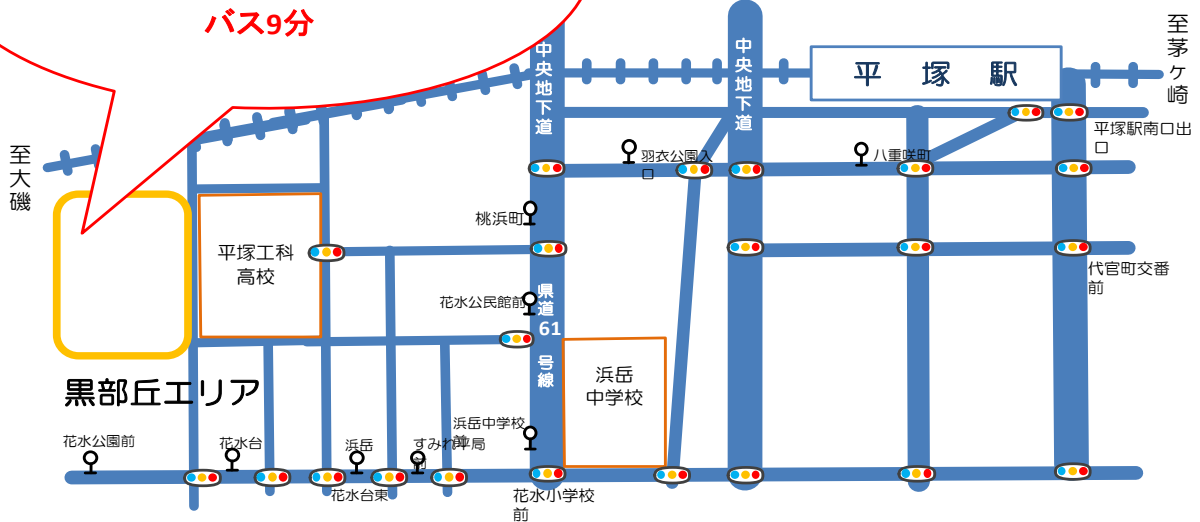 バス9分
中央地下道
中央地下道
平塚駅
至茅ヶ崎
平塚駅南口出
口
至大磯
羽衣公園入
口
八重咲町
桃浜町
平塚工科
高校
代官町交番
前
花水公民館前
県道
61
号線
浜岳
中学校
黒部丘エリア
花水公園前
花水台
浜岳
すみれ平局
前
浜岳中学校
前
花水台東
花水小学校
前